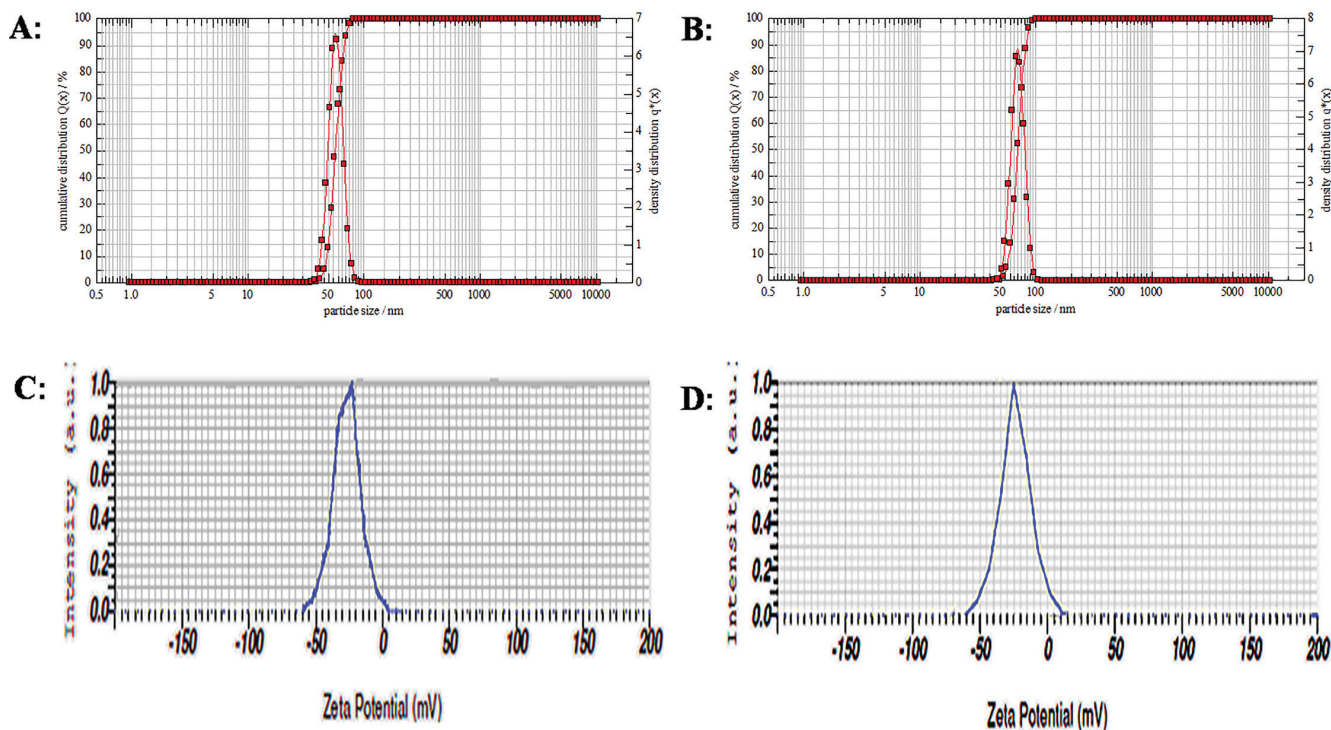 A:
cumulative distribution Q(x) / %
100
90
80
70
60
50
40
30
20
10
0
7
6
5
4
3
2
1
0
density distribution q*(x)
0.5 1.0 5 10 50 100 500 1000 5000 10000
particle size / nm
B:
cumulative distribution Q(x) / %
100
90
80
70
60
50
40
30
20
10
0
8
7
6
5
4
3
2
1
0
density distribution q*(x)
0.5 1.0 5 10 50 100 500 1000 5000 10000
particle size / nm
C:
Intensity (a.u.)
1.0
0.8
0.6
0.4
0.2
0.0
-150 -100 -50 0 50 100 150 200
Zeta Potential (mV)
D:
Intensity (a.u.)
1.0
0.8
0.6
0.4
0.2
0.0
-150 -100 -50 0 50 100 150 200
Zeta Potential (mV)